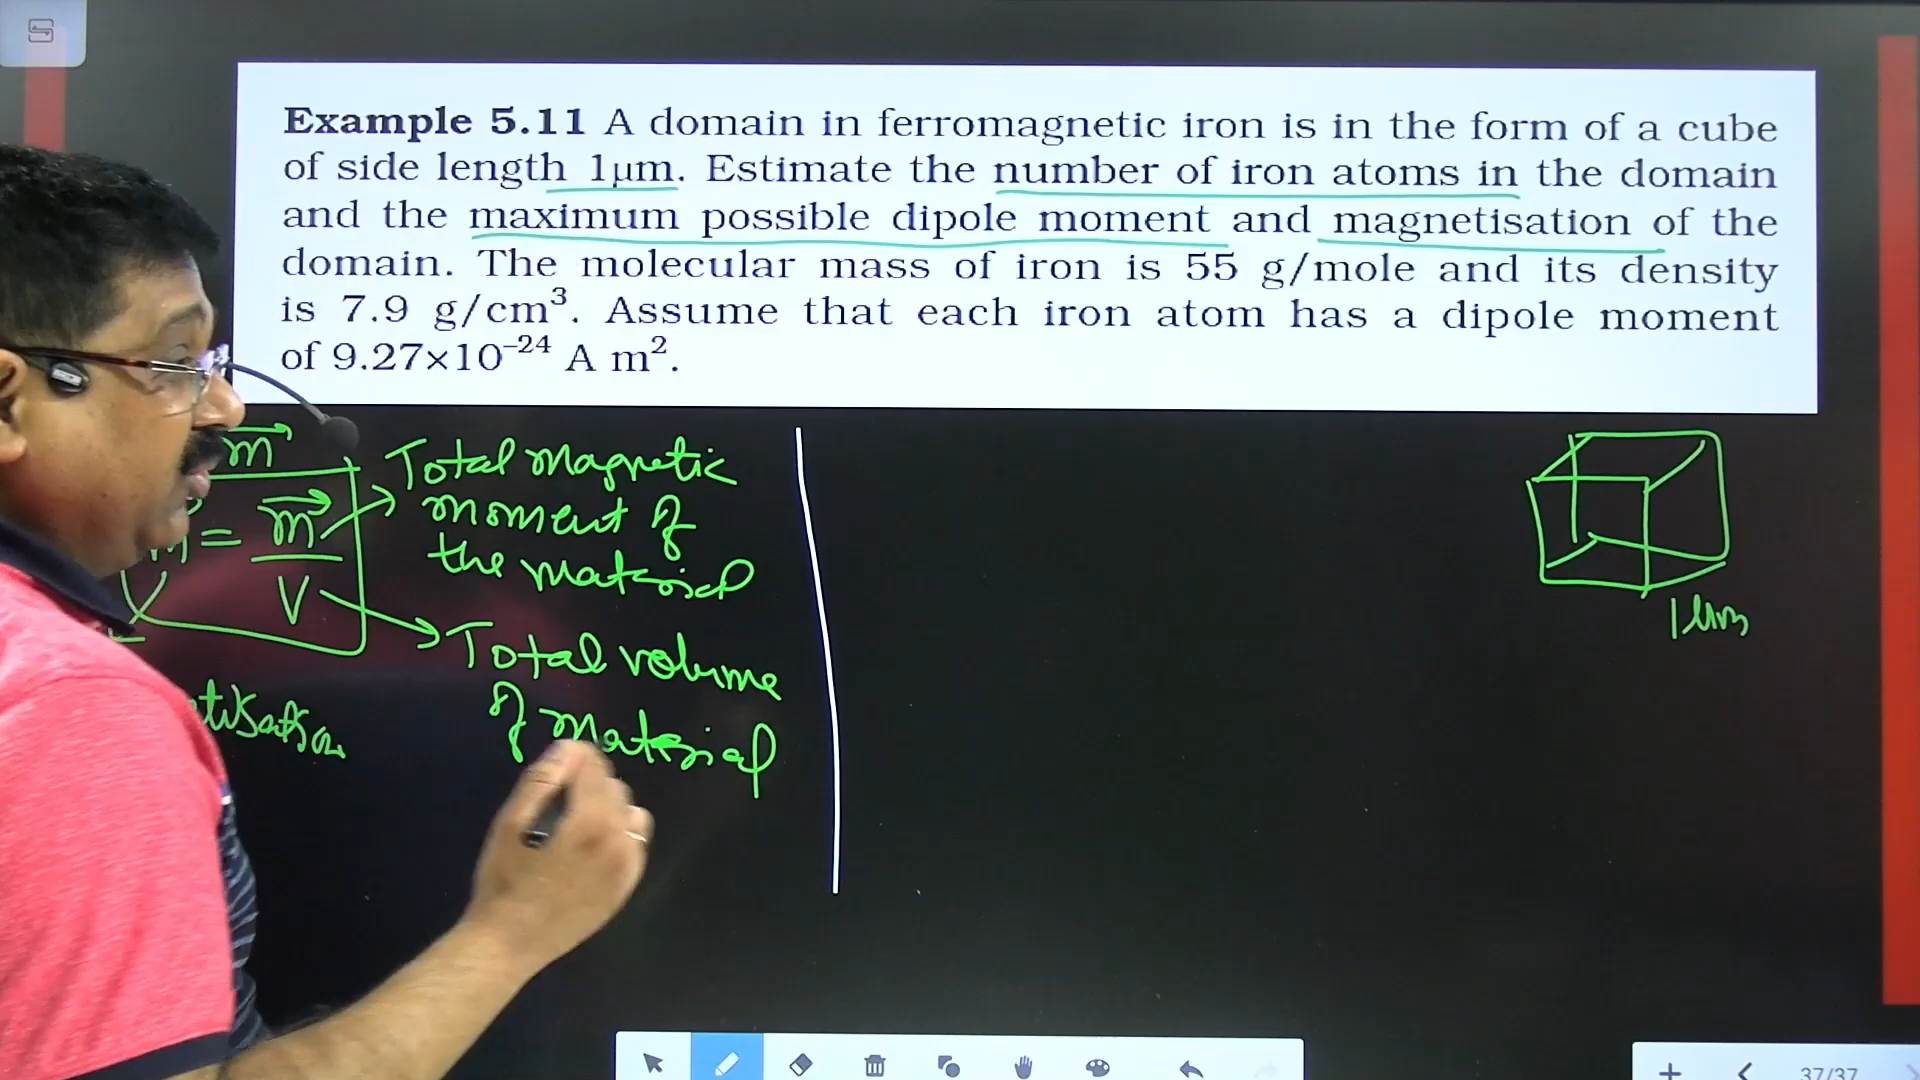 Example 5.11 A domain in ferromagnetic iron is in the form of a cube
of side length 1µm. Estimate the number of iron atoms in the domain
and the maximum possible dipole moment and magnetisation of the
domain. The molecular mass of iron is 55 g/mole and its density
is 7.9 g/cm³. Assume that each iron atom has a dipole moment
of 9.27×10⁻²⁴ A m².
m
= m
V
Total magnetic
moment of
the material
Total volume
of material
tisation
1µm
37/37